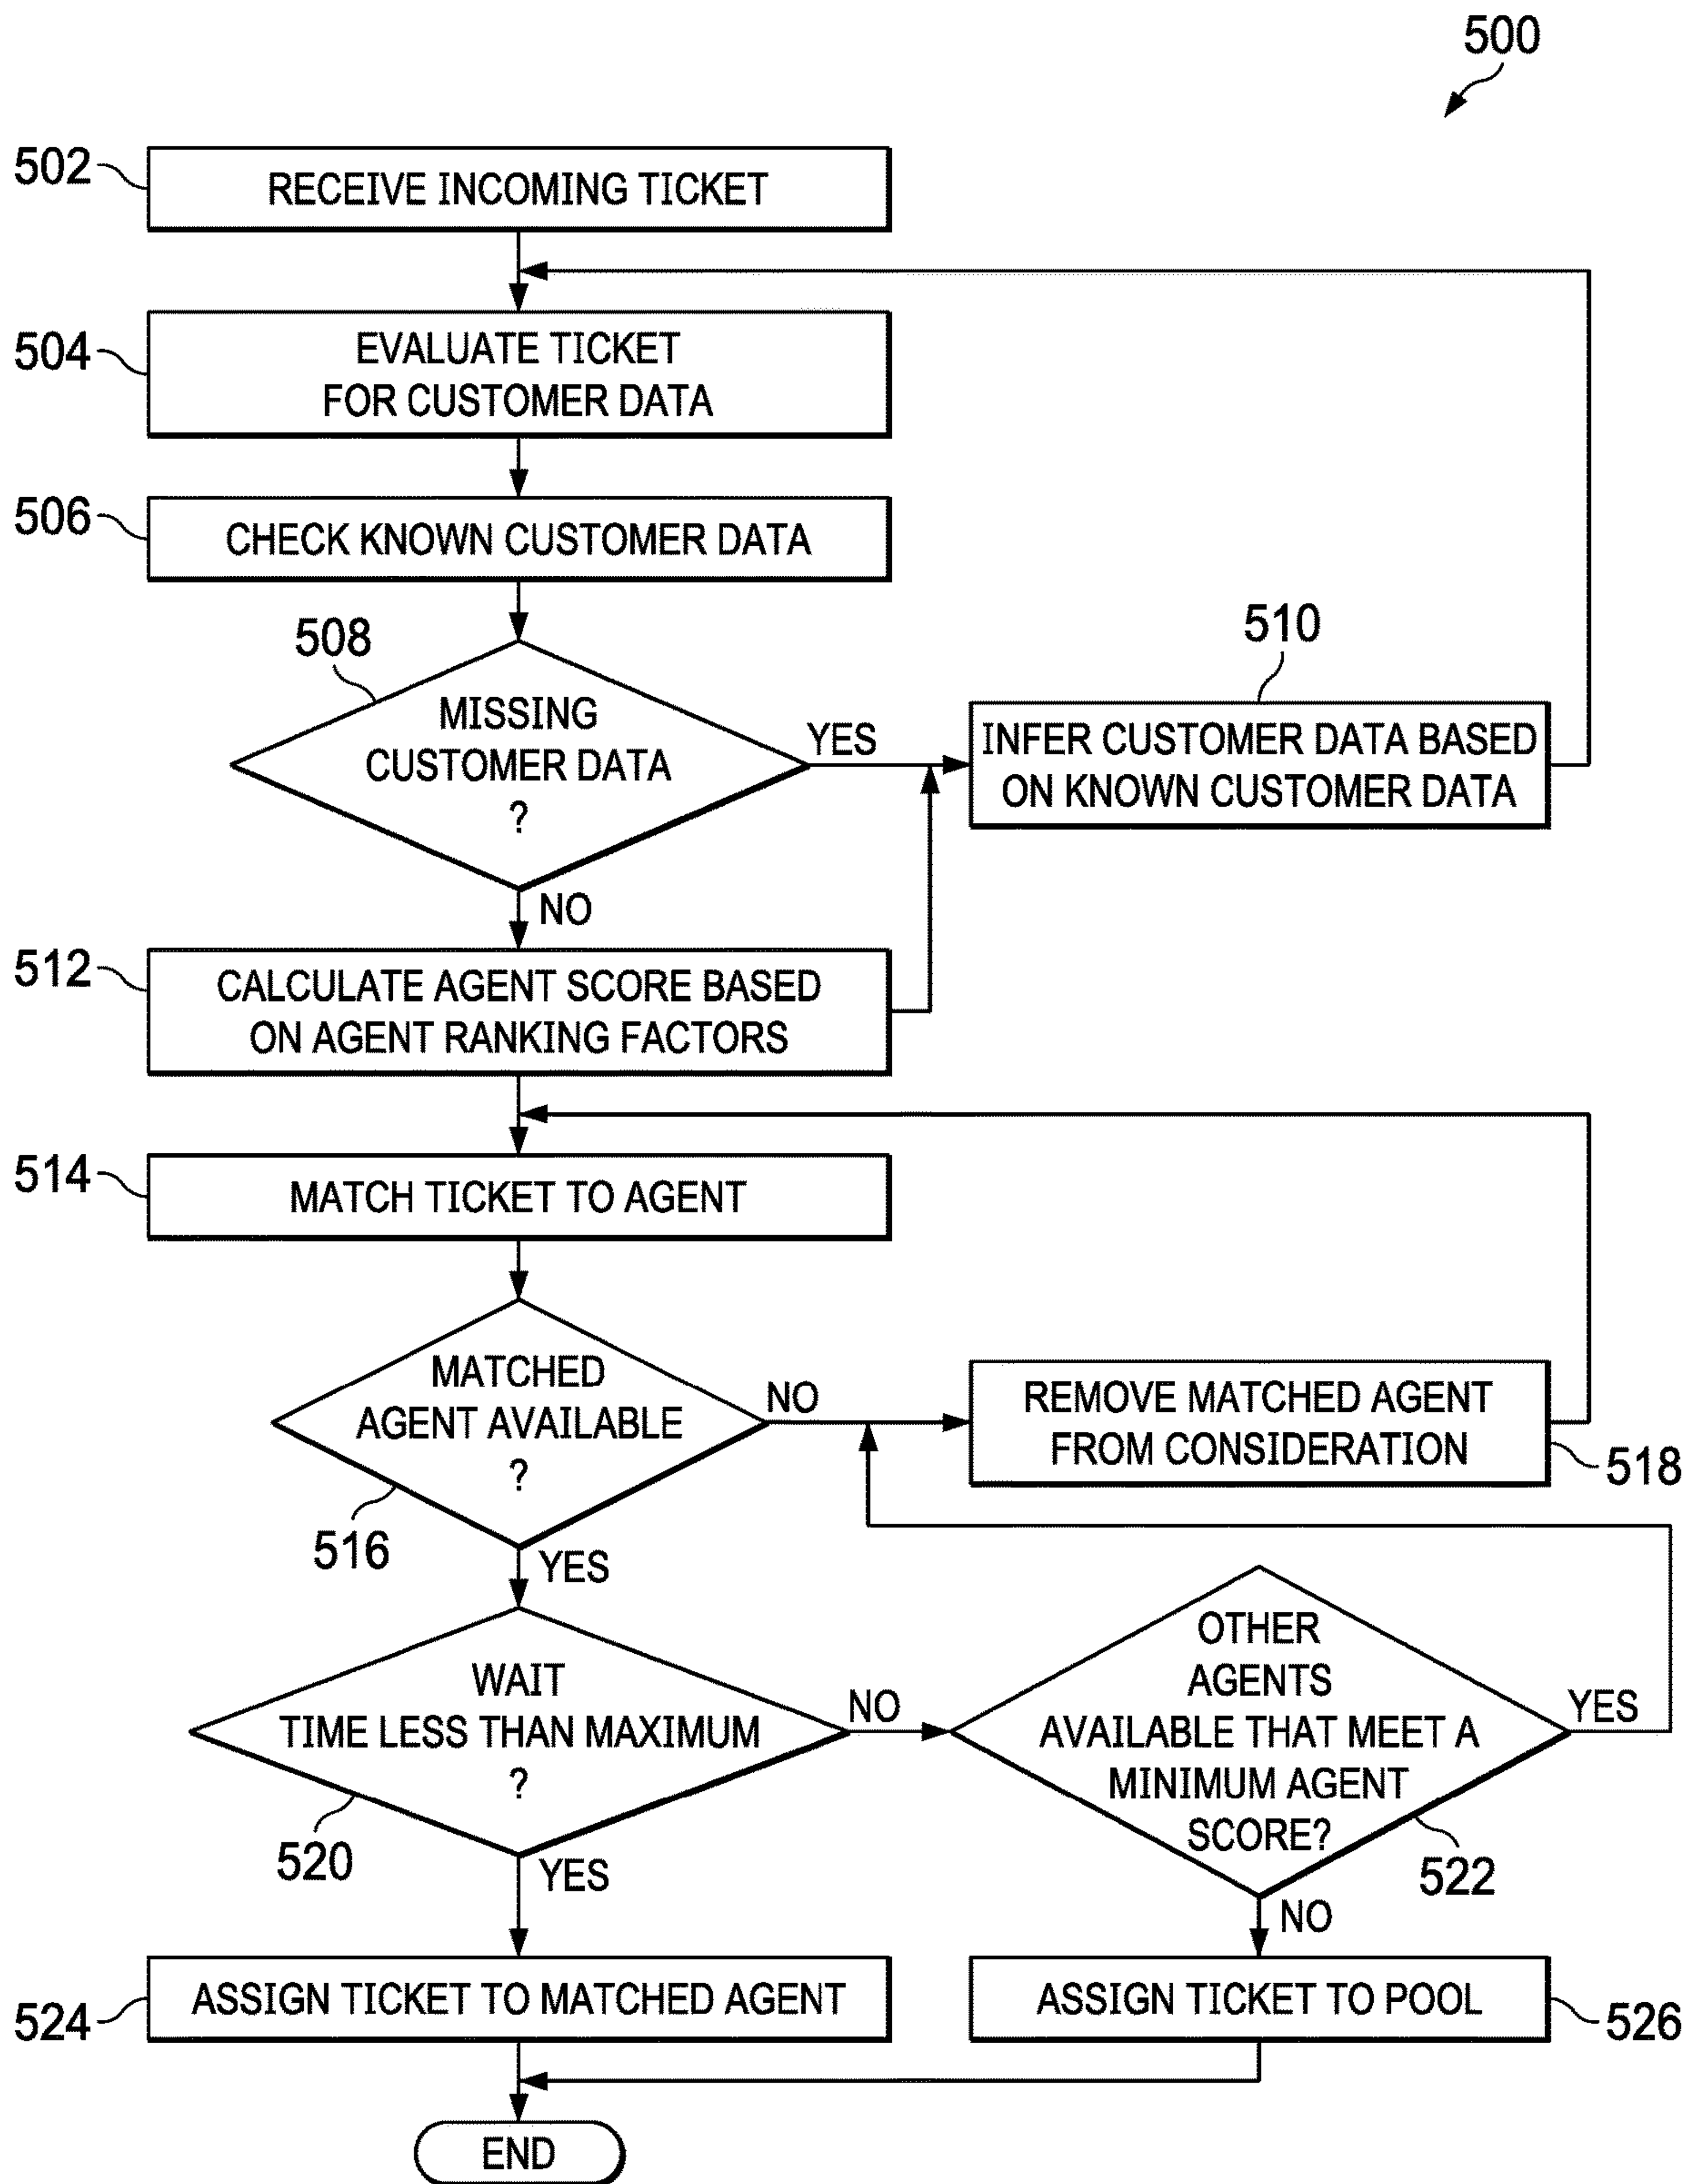 500
502
RECEIVE INCOMING TICKET
504
EVALUATE TICKET
FOR CUSTOMER DATA
506
CHECK KNOWN CUSTOMER DATA
508
MISSING
CUSTOMER DATA
?
YES
510
INFER CUSTOMER DATA BASED
ON KNOWN CUSTOMER DATA
NO
512
CALCULATE AGENT SCORE BASED
ON AGENT RANKING FACTORS
514
MATCH TICKET TO AGENT
MATCHED
AGENT AVAILABLE
?
516
NO
REMOVE MATCHED AGENT
FROM CONSIDERATION
518
YES
WAIT
TIME LESS THAN MAXIMUM
?
520
NO
OTHER
AGENTS
AVAILABLE THAT MEET A
MINIMUM AGENT
SCORE?
522
YES
YES
NO
524
ASSIGN TICKET TO MATCHED AGENT
ASSIGN TICKET TO POOL
526
END